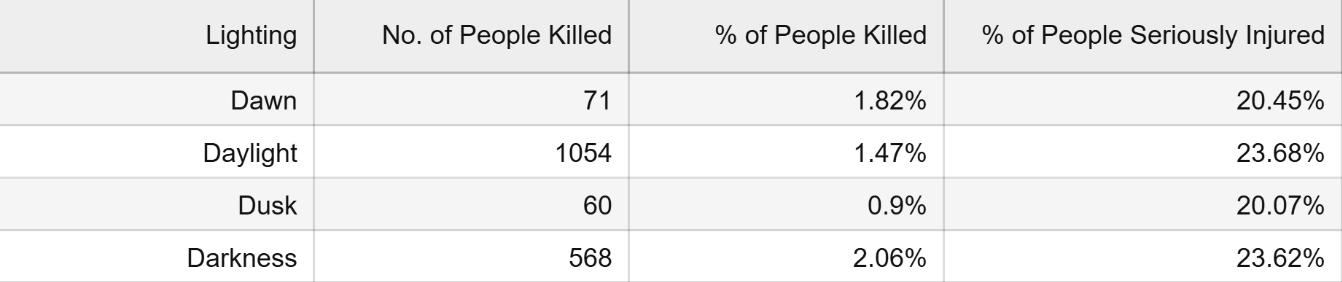 Lighting No. of People Killed % of People Killed % of People Seriously Injured
Dawn 71 1.82% 20.45%
Daylight 1054 1.47% 23.68%
Dusk 60 0.9% 20.07%
Darkness 568 2.06% 23.62%